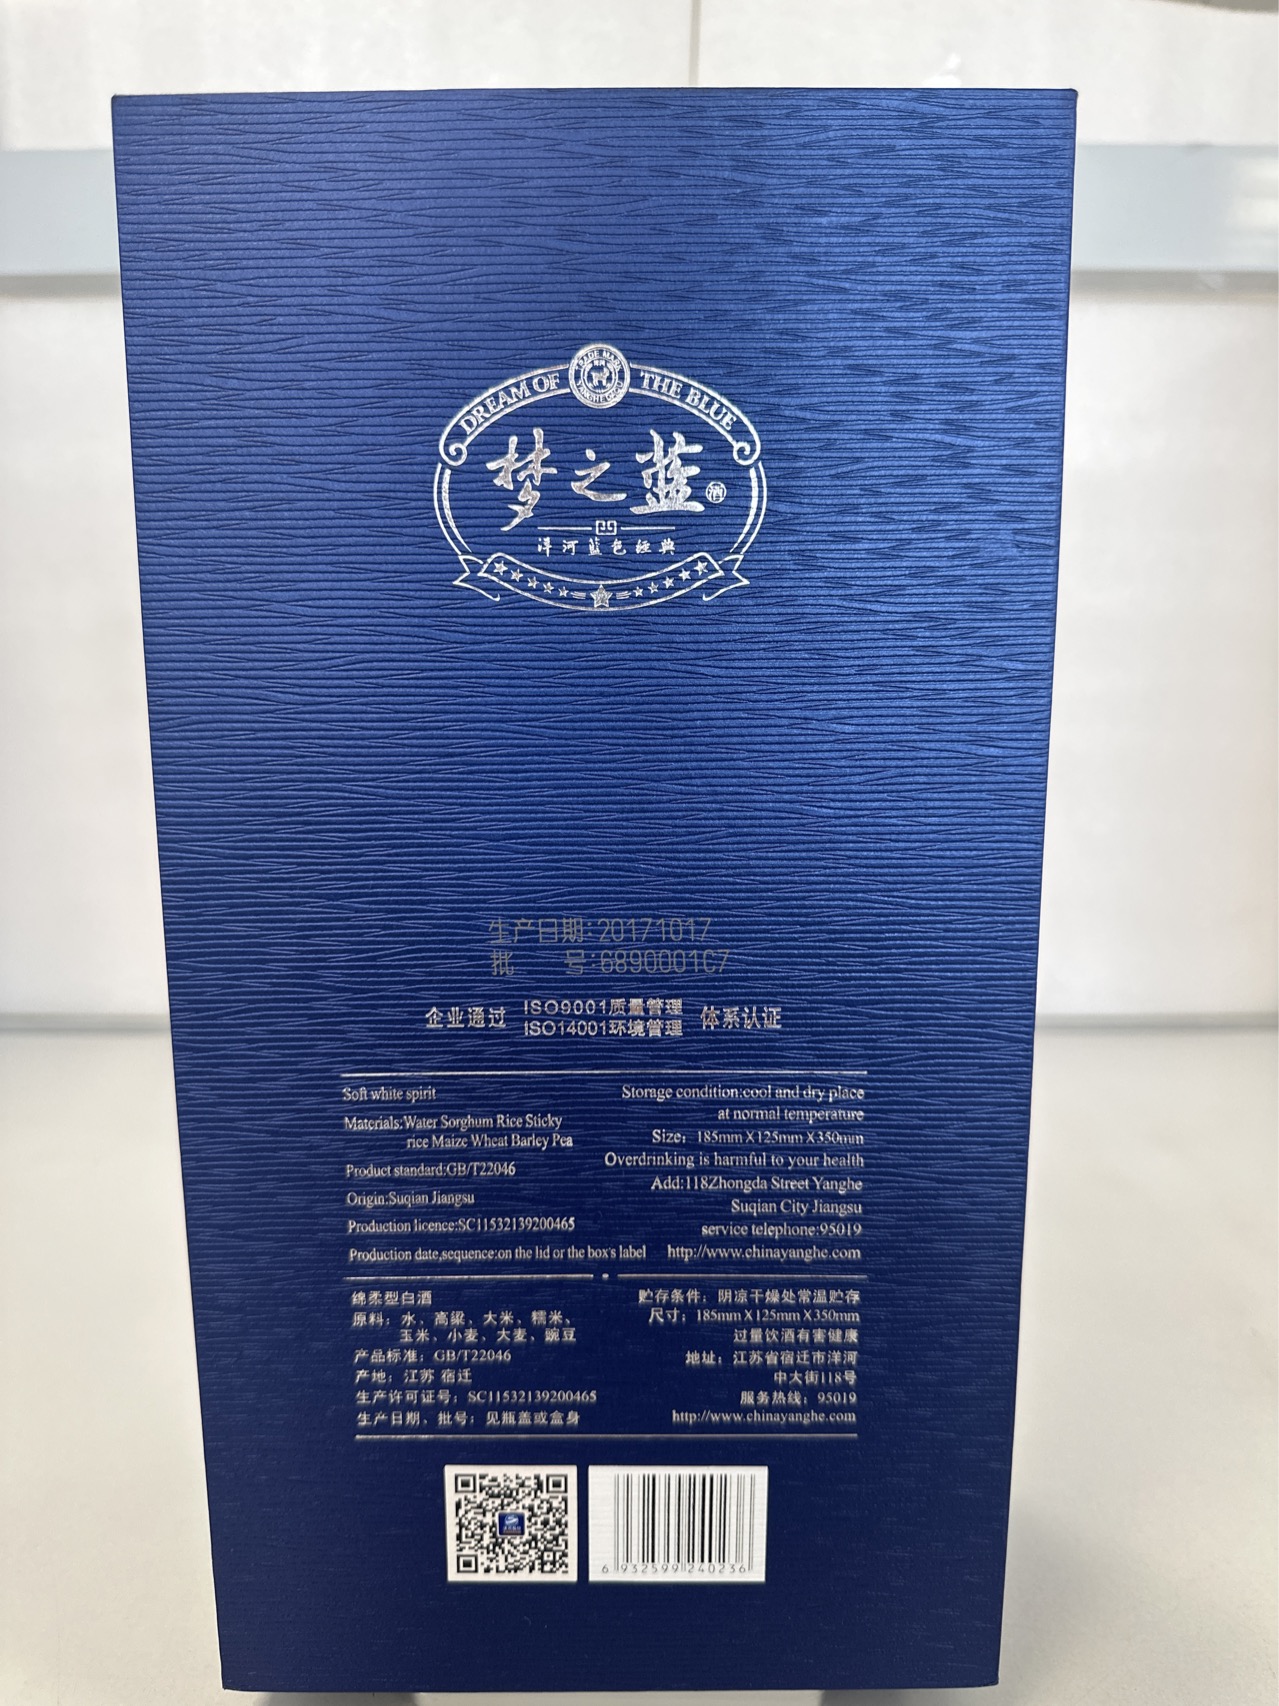 TRADE MARK
DREAM OF THE BLUE
梦之蓝
酒
洋河蓝色经典
生产日期:20171017
批 号:6890001C7
企业通过 ISO9001质量管理 体系认证
ISO14001环境管理
Soft white spirit
Materials:Water Sorghum Rice Sticky
rice Maize Wheat Barley Pea
Product standard:GB/T22046
Origin:Suqian Jiangsu
Production licence:SC11532139200465
Production date,sequence:on the lid or the box's label
Storage condition:cool and dry place
at normal temperature
Size: 185mm X 125mm X 350mm
Overdrinking is harmful to your health
Add:118Zhongda Street Yanghe
Suqian City Jiangsu
service telephone:95019
http://www.chinayanghe.com
绵柔型白酒
原料：水、高粱、大米、糯米、
玉米、小麦、大麦、豌豆
产品标准：GB/T22046
产地：江苏 宿迁
生产许可证号：SC11532139200465
生产日期、批号：见瓶盖或盒身
贮存条件：阴凉干燥处常温贮存
尺寸：185mm X 125mm X 350mm
过量饮酒有害健康
地址：江苏省宿迁市洋河
中大街118号
服务热线：95019
http://www.chinayanghe.com
6 932599 240236